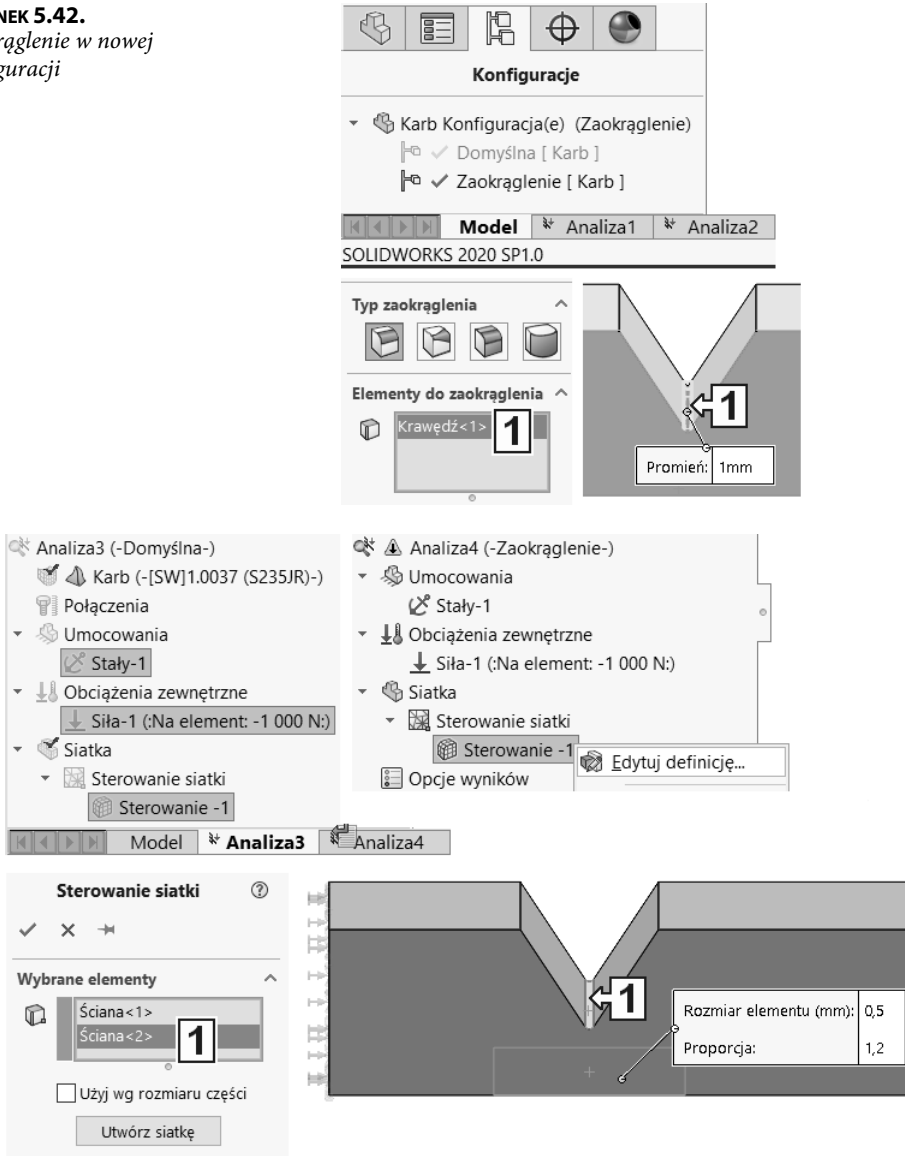 5.42.
w nowej
Konfiguracje
Karb Konfiguracja(e) (Zaokrąglenie)
Domyślna [ Karb ]
Zaokrąglenie [ Karb ]
Model Analiza1 Analiza2
SOLIDWORKS 2020 SP1.0
Typ zaokrąglenia
Elementy do zaokrąglenia
Krawędź<1> 1
1
Promień: 1mm
Analiza3 (-Domyślna-)
Karb (-[SW]1.0037 (S235JR)-)
Połączenia
Umocowania
Stały-1
Obciążenia zewnętrzne
Siła-1 (:Na element: -1 000 N:)
Siatka
Sterowanie siatki
Sterowanie -1
Model Analiza3 Analiza4
Analiza4 (-Zaokrąglenie-)
Umocowania
Stały-1
Obciążenia zewnętrzne
Siła-1 (:Na element: -1 000 N:)
Siatka
Sterowanie siatki
Sterowanie -1
Edytuj definicję...
Opcje wyników
Sterowanie siatki
Wybrane elementy
Ściana<1>
Ściana<2> 1
Użyj wg rozmiaru części
Utwórz siatkę
1
Rozmiar elementu (mm): 0,5
Proporcja: 1,2